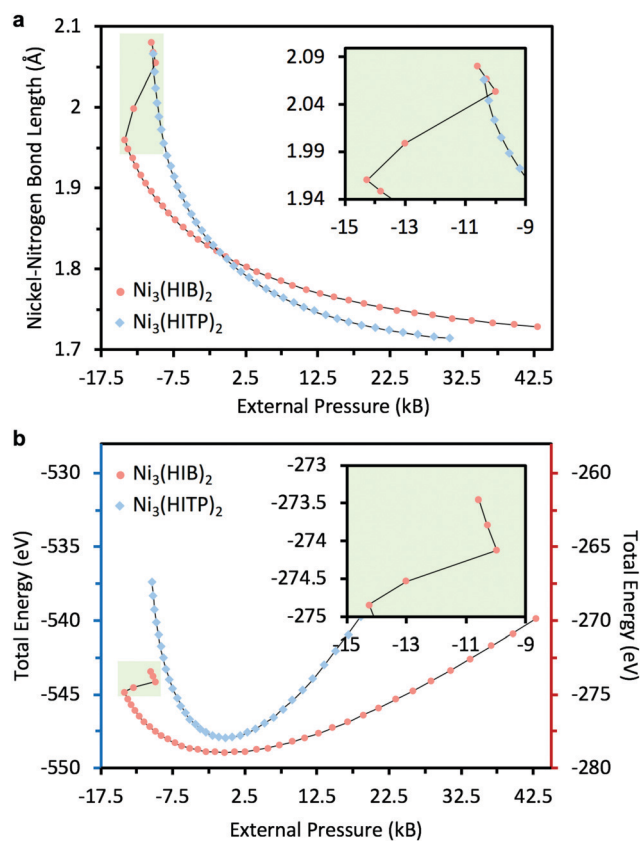 a
Nickel-Nitrogen Bond Length (Å)
2.1
2
1.9
1.8
1.7
-17.5 -7.5 2.5 12.5 22.5 32.5 42.5
External Pressure (kB)
Ni3(HIB)2
Ni3(HITP)2
2.09
2.04
1.99
1.94
-15 -13 -11 -9
b
Total Energy (eV)
-530
-535
-540
-545
-550
-17.5 -7.5 2.5 12.5 22.5 32.5 42.5
External Pressure (kB)
Ni3(HIB)2
Ni3(HITP)2
-273
-273.5
-274
-274.5
-275
-15 -13 -11 -9
-260
-265
-270
-275
-280
Total Energy (eV)